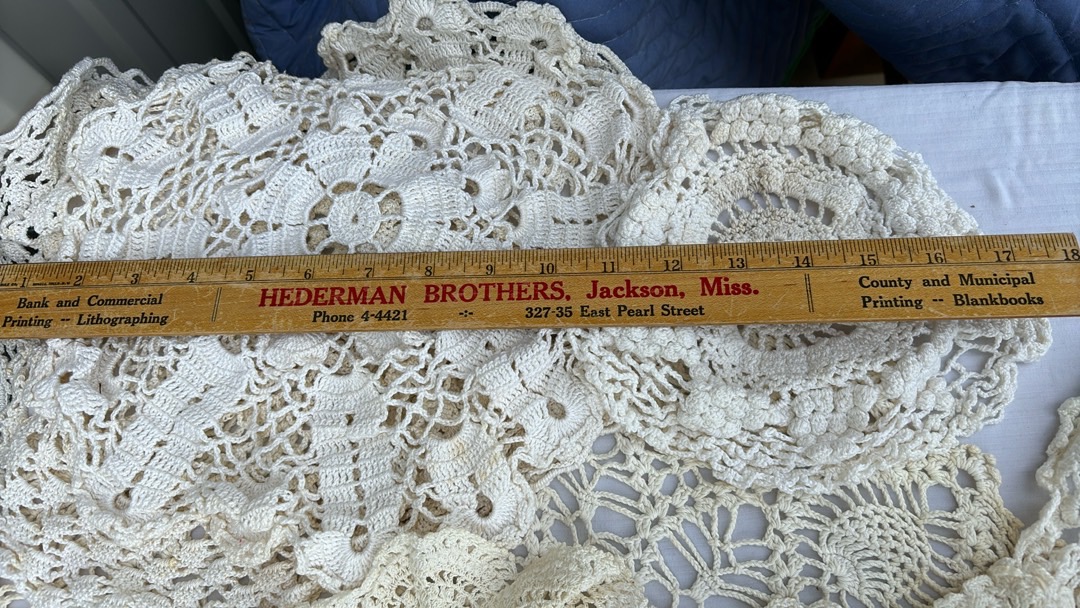 1 2 3 4 5 6 7 8 9 10 11 12 13 14 15 16 17 18
Bank and Commercial
Printing -- Lithographing
HEDERMAN BROTHERS, Jackson, Miss.
Phone 4-4421 -:- 327-35 East Pearl Street
County and Municipal
Printing -- Blankbooks